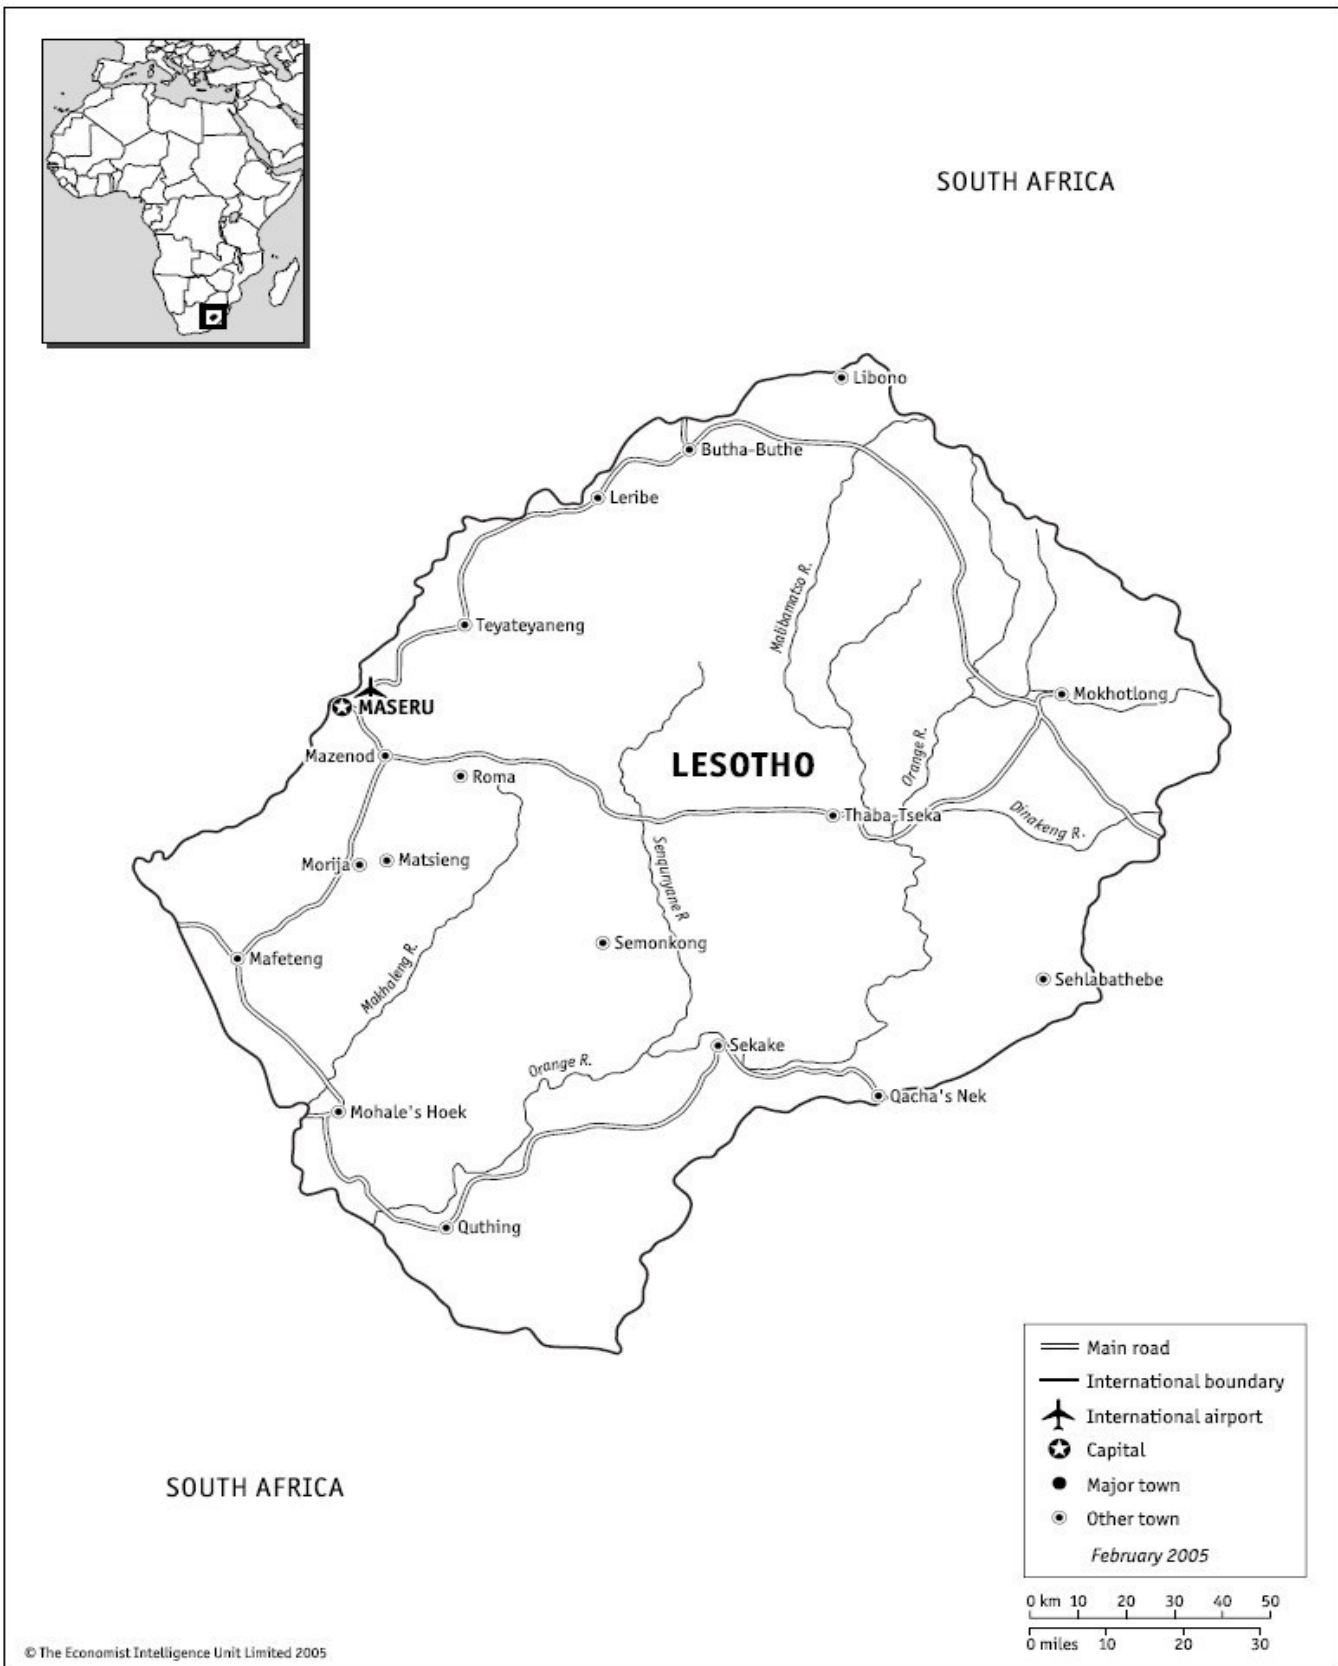 SOUTH AFRICA
Libono
Butha-Buthe
Leribe
Malibamatso R.
Teyateyaneng
Mokhotlong
MASERU
Orange R.
Mazenod
LESOTHO
Roma
Thaba-Tseka
Dinakeng R.
Morija
Matsieng
Senqunyane R
Semonkong
Mafeteng
Makhaleng R.
Sehlabathebe
Sekake
Orange R.
Qacha's Nek
Mohale's Hoek
Quthing
SOUTH AFRICA
Main road
International boundary
International airport
Capital
Major town
Other town
February 2005
0 km 10 20 30 40 50
0 miles 10 20 30
© The Economist Intelligence Unit Limited 2005